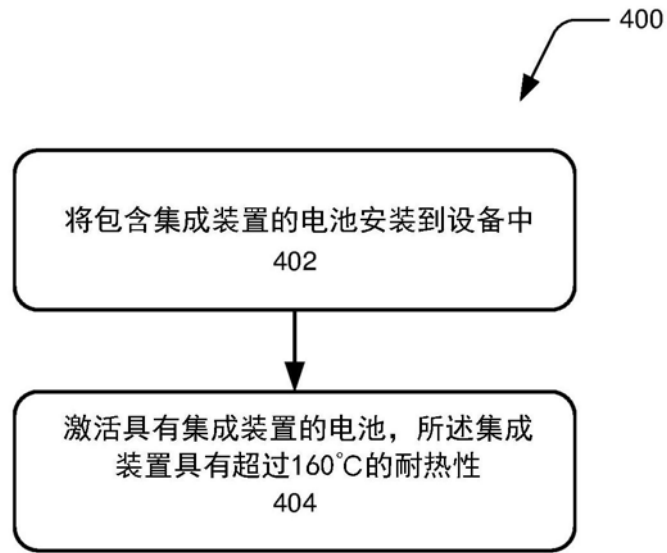 400
将包含集成装置的电池安装到设备中
402
激活具有集成装置的电池，所述集成
装置具有超过160°C的耐热性
404